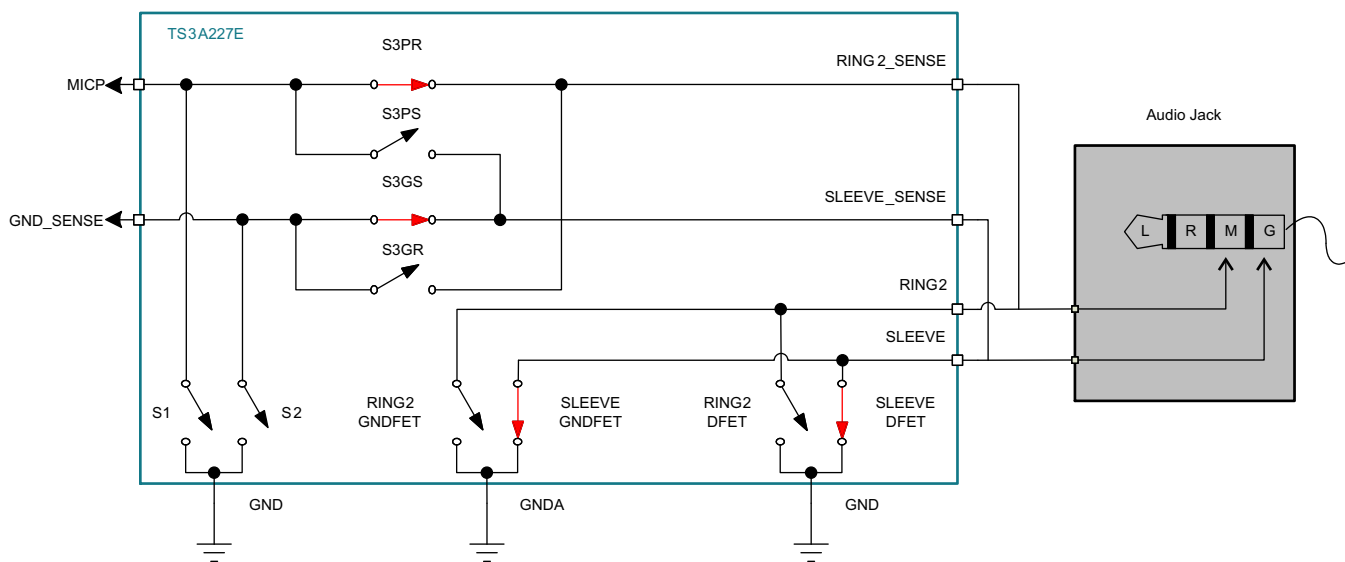 TS3A227E
S3PR
RING2_SENSE
MICP
S3PS
Audio Jack
S3GS
SLEEVE_SENSE
GND_SENSE
L R M G
S3GR
RING2
SLEEVE
S1
S2
RING2
GNDFET
SLEEVE
GNDFET
RING2
DFET
SLEEVE
DFET
GND
GNDA
GND